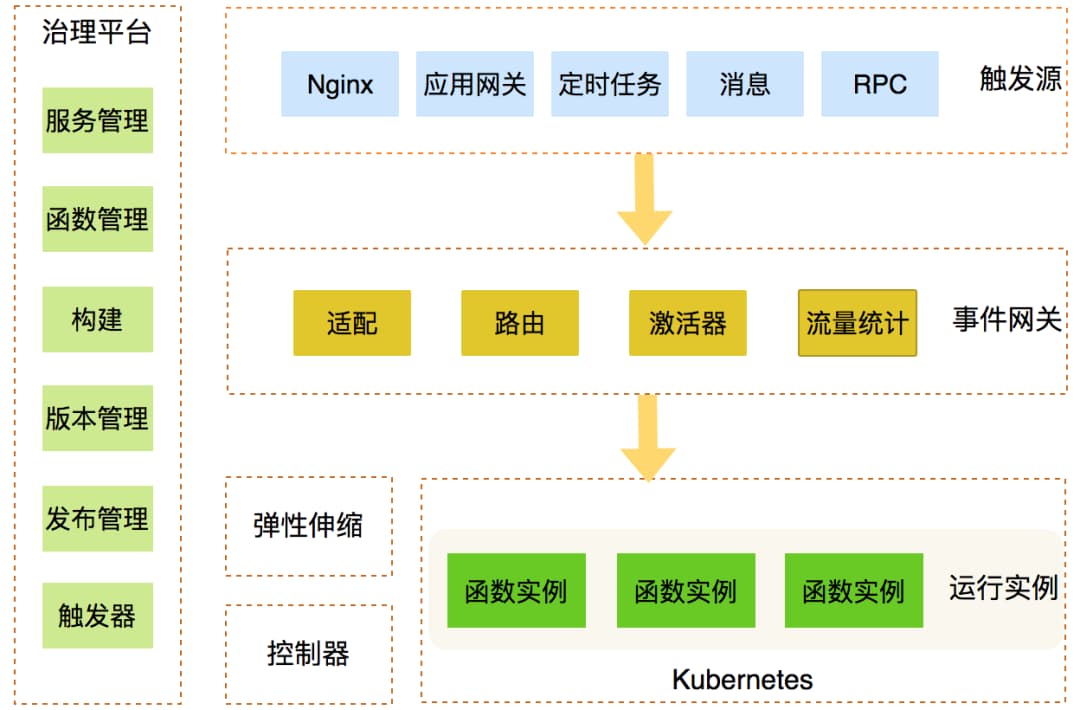 治理平台
服务管理
函数管理
构建
版本管理
发布管理
触发器
Nginx
应用网关
定时任务
消息
RPC
触发源
适配
路由
激活器
流量统计
事件网关
弹性伸缩
控制器
函数实例
函数实例
函数实例
运行实例
Kubernetes